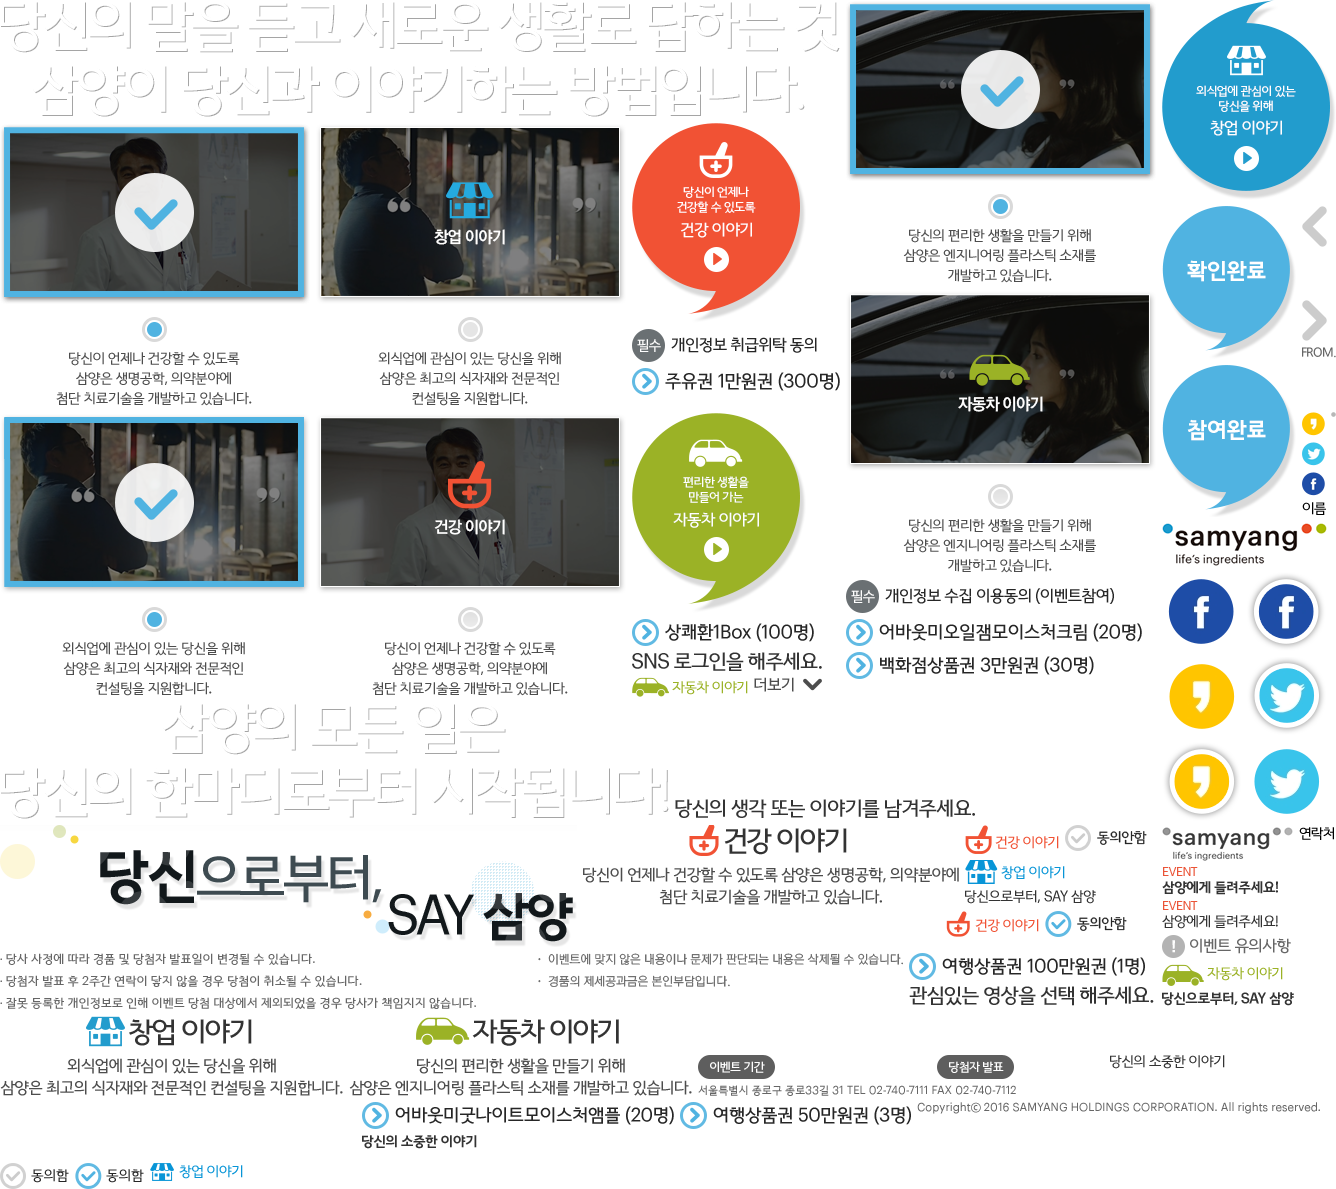 당신의 말을 듣고 새로운 생활로 답하는 것
삼양이 당신과 이야기하는 방법입니다.
외식업에 관심이 있는
당신을 위해
창업 이야기
“ ”
“ ”
창업 이야기
당신이 언제나
건강할 수 있도록
건강 이야기
당신의 편리한 생활을 만들기 위해
삼양은 엔지니어링 플라스틱 소재를
개발하고 있습니다.
확인완료
당신이 언제나 건강할 수 있도록
삼양은 생명공학, 의약분야에
첨단 치료기술을 개발하고 있습니다.
외식업에 관심이 있는 당신을 위해
삼양은 최고의 식자재와 전문적인
컨설팅을 지원합니다.
필수 개인정보 취급위탁 동의
주유권 1만원권 (300명)
“ ”
자동차 이야기
FROM.
참여완료
“ ”
건강 이야기
편리한 생활을
만들어 가는
자동차 이야기
이름
당신의 편리한 생활을 만들기 위해
삼양은 엔지니어링 플라스틱 소재를
개발하고 있습니다.
samyang
life's ingredients
필수 개인정보 수집 이용동의 (이벤트참여)
외식업에 관심이 있는 당신을 위해
삼양은 최고의 식자재와 전문적인
컨설팅을 지원합니다.
당신이 언제나 건강할 수 있도록
삼양은 생명공학, 의약분야에
첨단 치료기술을 개발하고 있습니다.
상쾌환1Box (100명)
어바웃미오일잼모이스처크림 (20명)
SNS 로그인을 해주세요.
백화점상품권 3만원권 (30명)
자동차 이야기 더보기
삼양의 모든 일은
당신의 한마디로부터 시작됩니다!
당신의 생각 또는 이야기를 남겨주세요.
건강 이야기
건강 이야기
동의안함
samyang
life's ingredients
연락처
당신으로부터,
SAY 삼양
당신이 언제나 건강할 수 있도록 삼양은 생명공학, 의약분야에
첨단 치료기술을 개발하고 있습니다.
창업 이야기
당신으로부터, SAY 삼양
건강 이야기
동의안함
EVENT
삼양에게 들려주세요!
EVENT
삼양에게 들려주세요!
이벤트 유의사항
자동차 이야기
당신으로부터, SAY 삼양
· 당사 사정에 따라 경품 및 당첨자 발표일이 변경될 수 있습니다.
· 당첨자 발표 후 2주간 연락이 닿지 않을 경우 당첨이 취소될 수 있습니다.
· 잘못 등록한 개인정보로 인해 이벤트 당첨 대상에서 제외되었을 경우 당사가 책임지지 않습니다.
· 이벤트에 맞지 않은 내용이나 문제가 판단되는 내용은 삭제될 수 있습니다.
· 경품의 제세공과금은 본인부담입니다.
여행상품권 100만원권 (1명)
관심있는 영상을 선택 해주세요.
창업 이야기
외식업에 관심이 있는 당신을 위해
삼양은 최고의 식자재와 전문적인 컨설팅을 지원합니다.
자동차 이야기
당신의 편리한 생활을 만들기 위해
삼양은 엔지니어링 플라스틱 소재를 개발하고 있습니다.
이벤트 기간
당첨자 발표
당신의 소중한 이야기
서울특별시 종로구 종로33길 31 TEL 02-740-7111 FAX 02-740-7112
Copyright© 2016 SAMYANG HOLDINGS CORPORATION. All rights reserved.
어바웃미굿나이트모이스처앰플 (20명)
여행상품권 50만원권 (3명)
당신의 소중한 이야기
동의함
동의함
창업 이야기